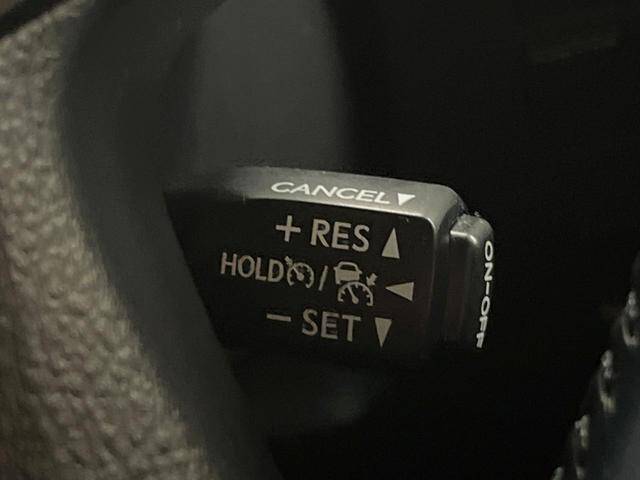 CANCEL▼
+ RES ▲
HOLD / ◀
− SET ▼
ON-OFF